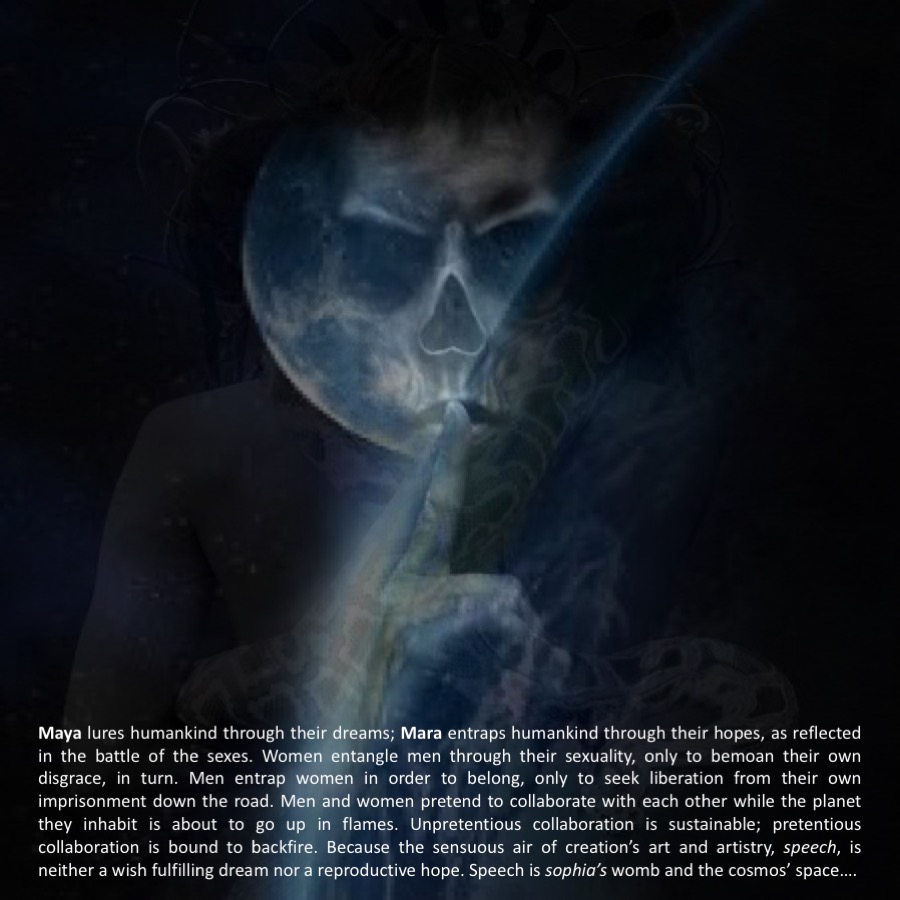 Maya lures humankind through their dreams; Mara entraps humankind through their hopes, as reflected
in the battle of the sexes. Women entangle men through their sexuality, only to bemoan their own
disgrace, in turn. Men entrap women in order to belong, only to seek liberation from their own
imprisonment down the road. Men and women pretend to collaborate with each other while the planet
they inhabit is about to go up in flames. Unpretentious collaboration is sustainable; pretentious
collaboration is bound to backfire. Because the sensuous air of creation’s art and artistry, speech, is
neither a wish fulfilling dream nor a reproductive hope. Speech is sophia’s womb and the cosmos’ space….